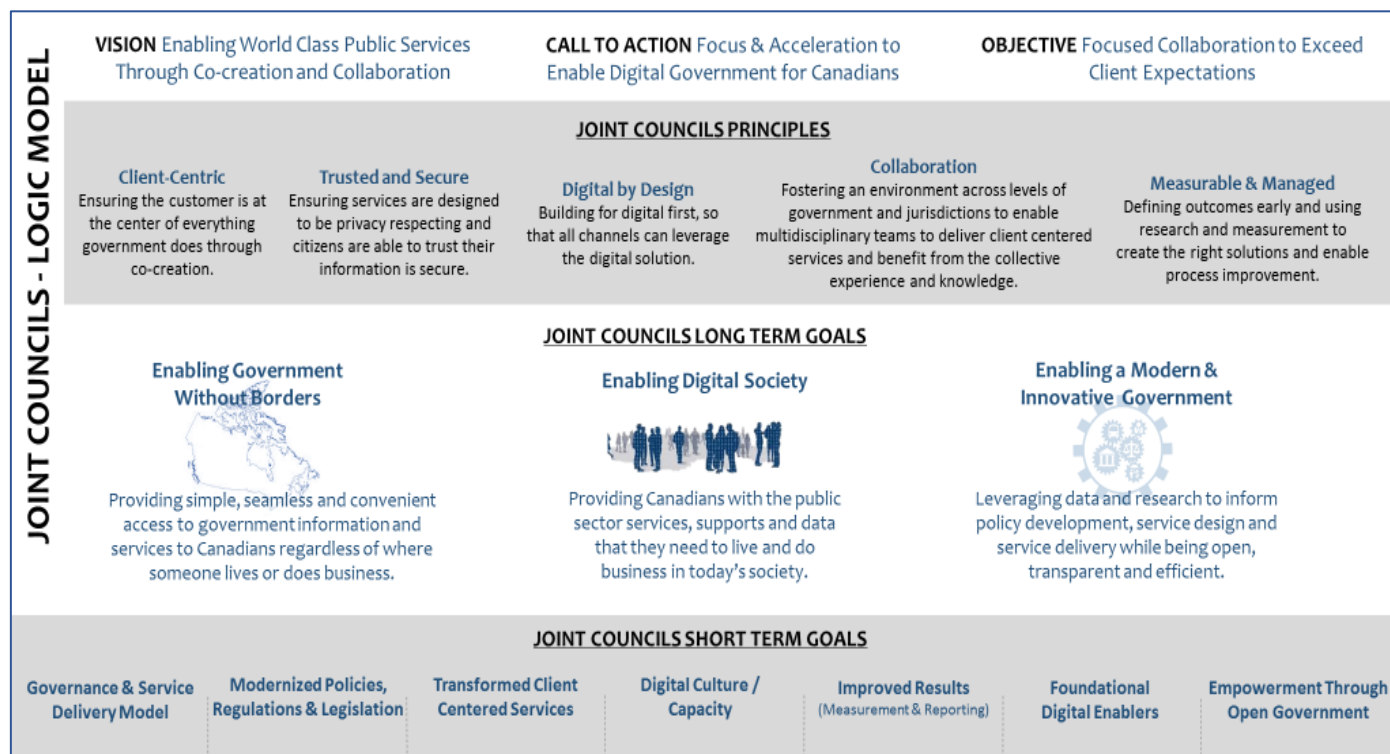 JOINT COUNCILS - LOGIC MODEL
VISION Enabling World Class Public Services
Through Co-creation and Collaboration
CALL TO ACTION Focus & Acceleration to
Enable Digital Government for Canadians
OBJECTIVE Focused Collaboration to Exceed
Client Expectations
JOINT COUNCILS PRINCIPLES
Client-Centric
Ensuring the customer is at
the center of everything
government does through
co-creation.
Trusted and Secure
Ensuring services are designed
to be privacy respecting and
citizens are able to trust their
information is secure.
Digital by Design
Building for digital first, so
that all channels can leverage
the digital solution.
Collaboration
Fostering an environment across levels of
government and jurisdictions to enable
multidisciplinary teams to deliver client centered
services and benefit from the collective
experience and knowledge.
Measurable & Managed
Defining outcomes early and using
research and measurement to
create the right solutions and enable
process improvement.
JOINT COUNCILS LONG TERM GOALS
Enabling Government
Without Borders
Providing simple, seamless and convenient
access to government information and
services to Canadians regardless of where
someone lives or does business.
Enabling Digital Society
Providing Canadians with the public
sector services, supports and data
that they need to live and do
business in today's society.
Enabling a Modern &
Innovative Government
Leveraging data and research to inform
policy development, service design and
service delivery while being open,
transparent and efficient.
JOINT COUNCILS SHORT TERM GOALS
Governance & Service
Delivery Model
Modernized Policies,
Regulations & Legislation
Transformed Client
Centered Services
Digital Culture /
Capacity
Improved Results
(Measurement & Reporting)
Foundational
Digital Enablers
Empowerment Through
Open Government